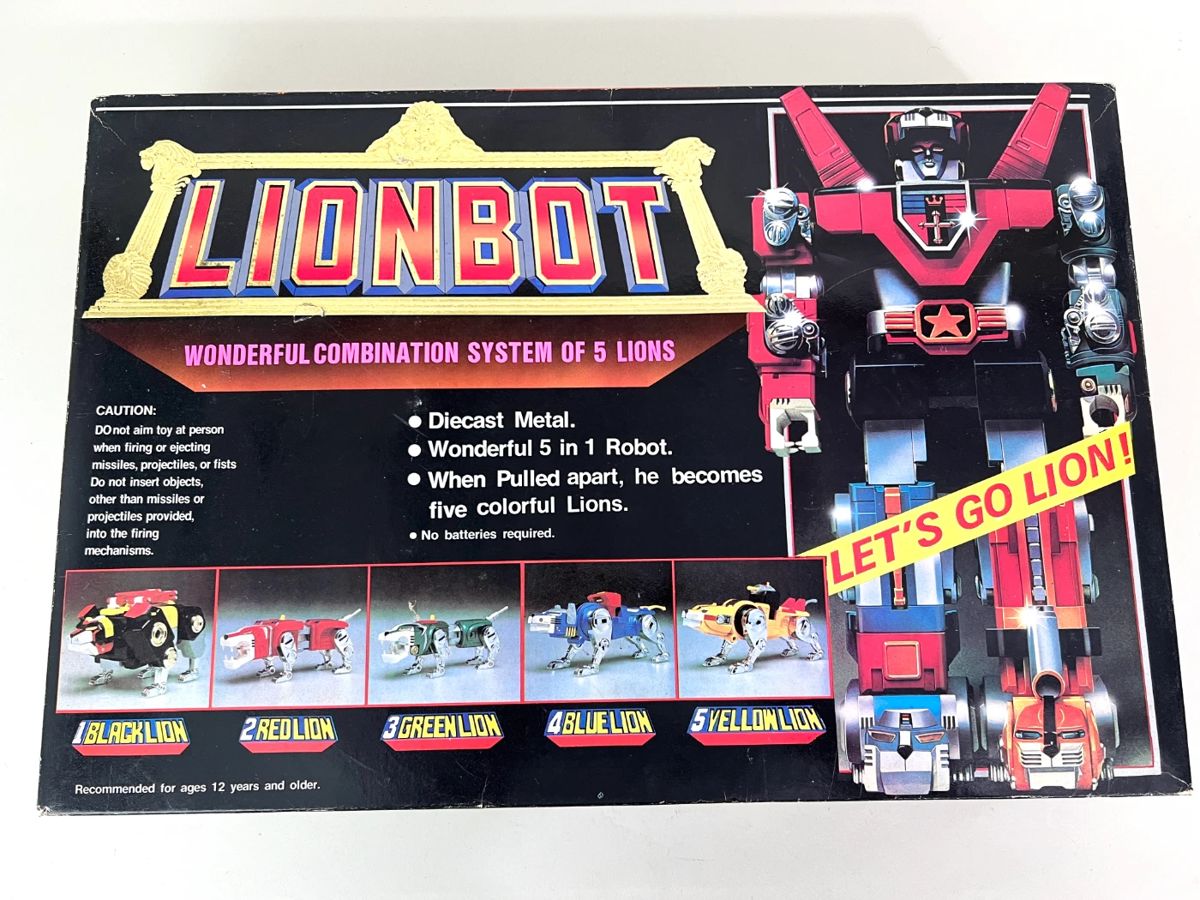 LIONBOT
WONDERFUL COMBINATION SYSTEM OF 5 LIONS
CAUTION:
DO not aim toy at person
when firing or ejecting
missiles, projectiles, or fists
Do not insert objects,
other than missiles or
projectiles provided,
into the firing
mechanisms.
● Diecast Metal.
● Wonderful 5 in 1 Robot.
● When Pulled apart, he becomes
five colorful Lions.
● No batteries required.
LET'S GO LION!
1 BLACK LION
2 RED LION
3 GREEN LION
4 BLUE LION
5 YELLOW LION
Recommended for ages 12 years and older.